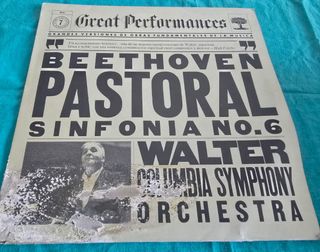 7
Great Performances
GRANDES VERSIONES DE OBRAS FUNDAMENTALES DE LA MUSICA
BEETHOVEN
PASTORAL
SINFONIA NO. 6
WALTER
COLUMBIA SYMPHONY
ORCHESTRA